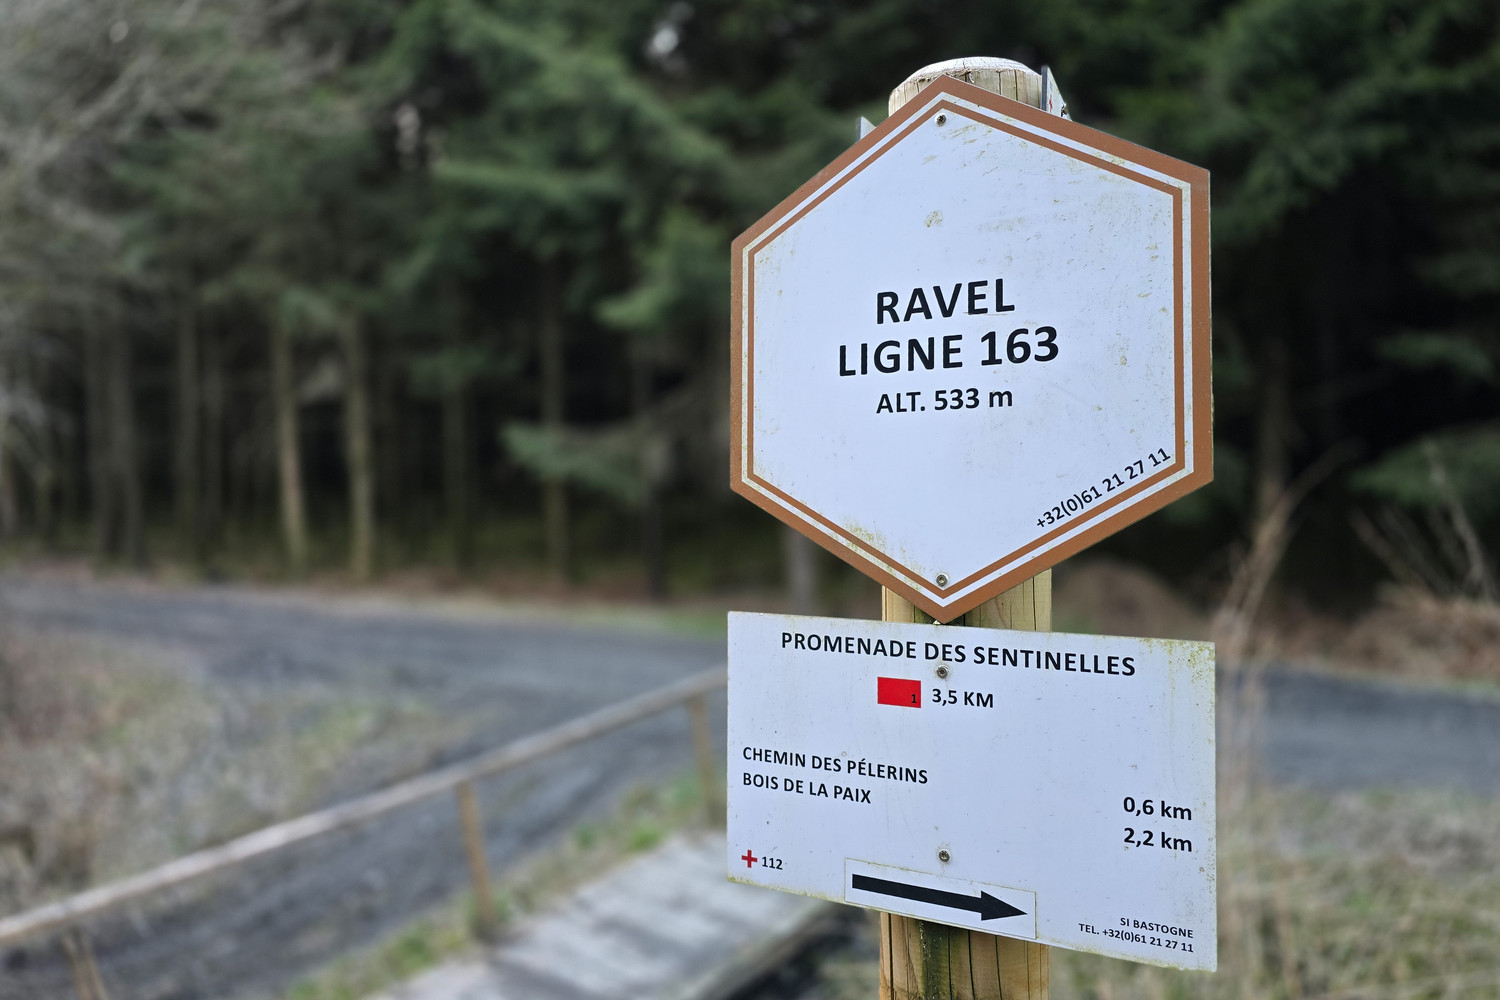 RAVEL
LIGNE 163
ALT. 533 m
+32(0)61 21 27 11
PROMENADE DES SENTINELLES
1 3,5 KM
CHEMIN DES PÉLERINS 0,6 km
BOIS DE LA PAIX 2,2 km
112
SI BASTOGNE
TEL. +32(0)61 21 27 11